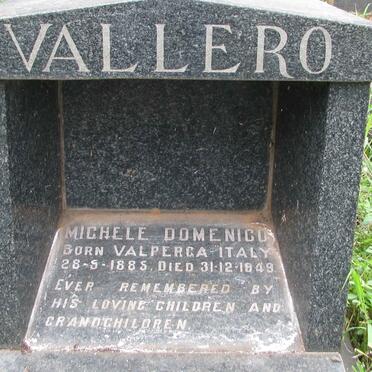 VALLERO
MICHELE DOMENICO
BORN VALPERGA ITALY
28-5-1885, DIED 31-12-1949
EVER REMEMBERED BY
HIS LOVING CHILDREN AND
GRANDCHILDREN